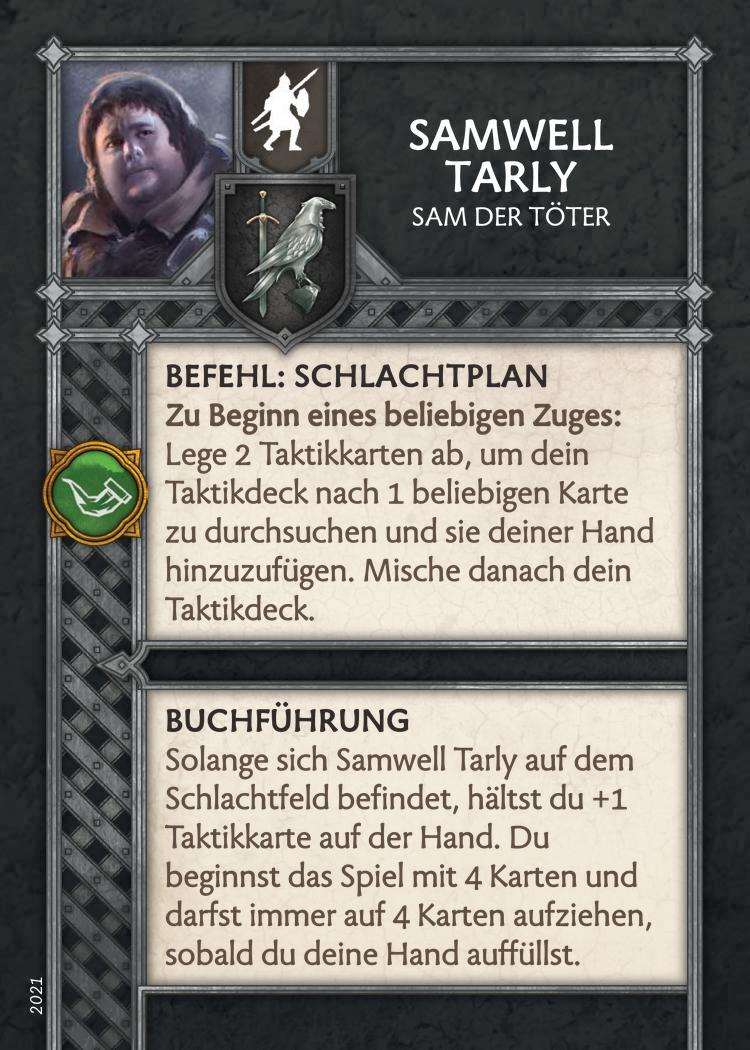 SAMWELL
TARLY
SAM DER TÖTER
BEFEHL: SCHLACHTPLAN
Zu Beginn eines beliebigen Zuges:
Lege 2 Taktikkarten ab, um dein
Taktikdeck nach 1 beliebigen Karte
zu durchsuchen und sie deiner Hand
hinzuzufügen. Mische danach dein
Taktikdeck.
BUCHFÜHRUNG
Solange sich Samwell Tarly auf dem
Schlachtfeld befindet, hältst du +1
Taktikkarte auf der Hand. Du
beginnst das Spiel mit 4 Karten und
darfst immer auf 4 Karten aufziehen,
sobald du deine Hand auffüllst.
2021